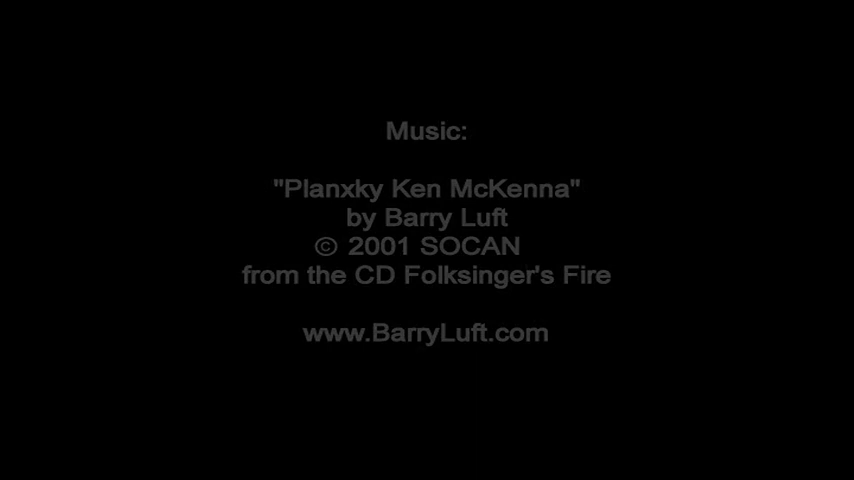 Music:
"Planxky Ken McKenna"
by Barry Luft
© 2001 SOCAN
from the CD Folksinger's Fire
www.BarryLuft.com